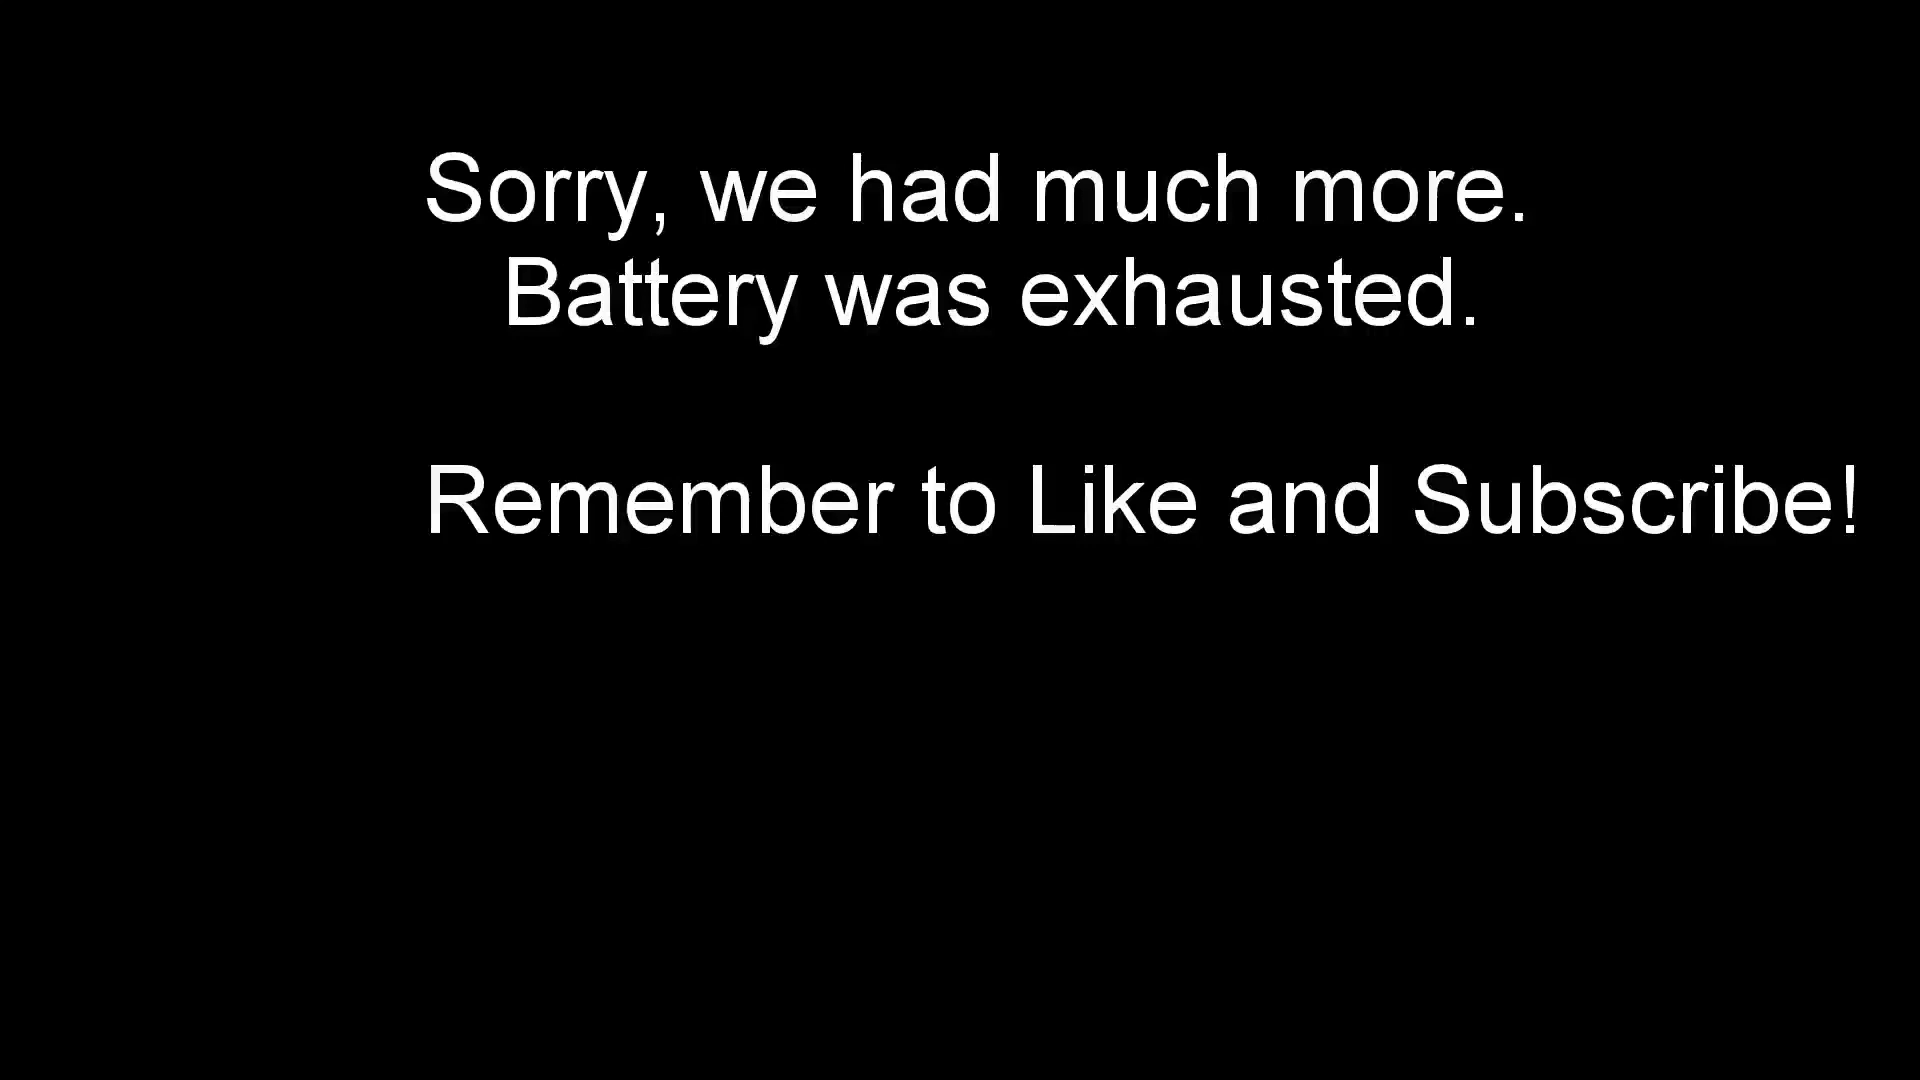 Sorry, we had much more.
Battery was exhausted.
Remember to Like and Subscribe!